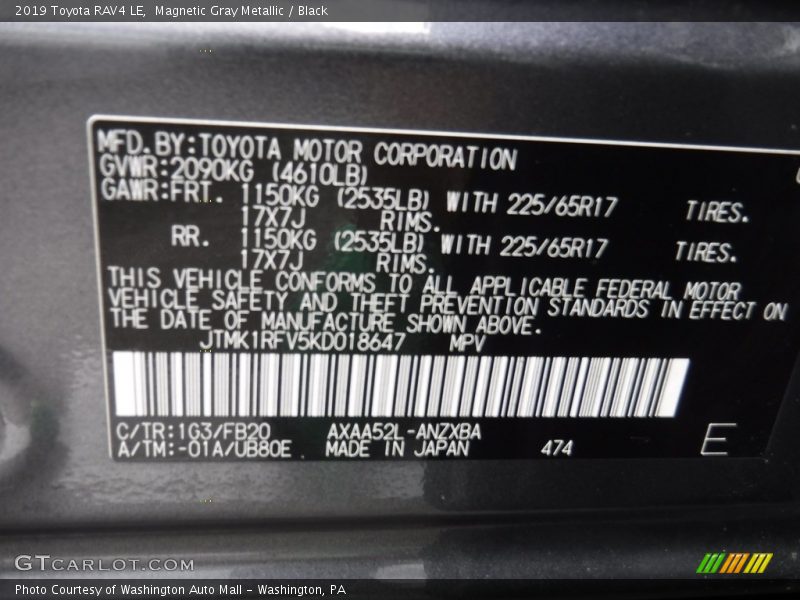 2019 Toyota RAV4 LE, Magnetic Gray Metallic / Black
MFD.BY:TOYOTA MOTOR CORPORATION
GVWR:2090KG (4610LB)
GAWR:FRT. 1150KG (2535LB) WITH 225/65R17 TIRES.
17X7J RIMS.
RR. 1150KG (2535LB) WITH 225/65R17 TIRES.
17X7J RIMS.
THIS VEHICLE CONFORMS TO ALL APPLICABLE FEDERAL MOTOR
VEHICLE SAFETY AND THEFT PREVENTION STANDARDS IN EFFECT ON
THE DATE OF MANUFACTURE SHOWN ABOVE.
JTMK1RFV5KD018647 MPV
C/TR:1G3/FB20 AXAA52L-ANZXBA
A/TM:-01A/UB80E MADE IN JAPAN 474 E
GTCARLOT.COM
Photo Courtesy of Washington Auto Mall - Washington, PA